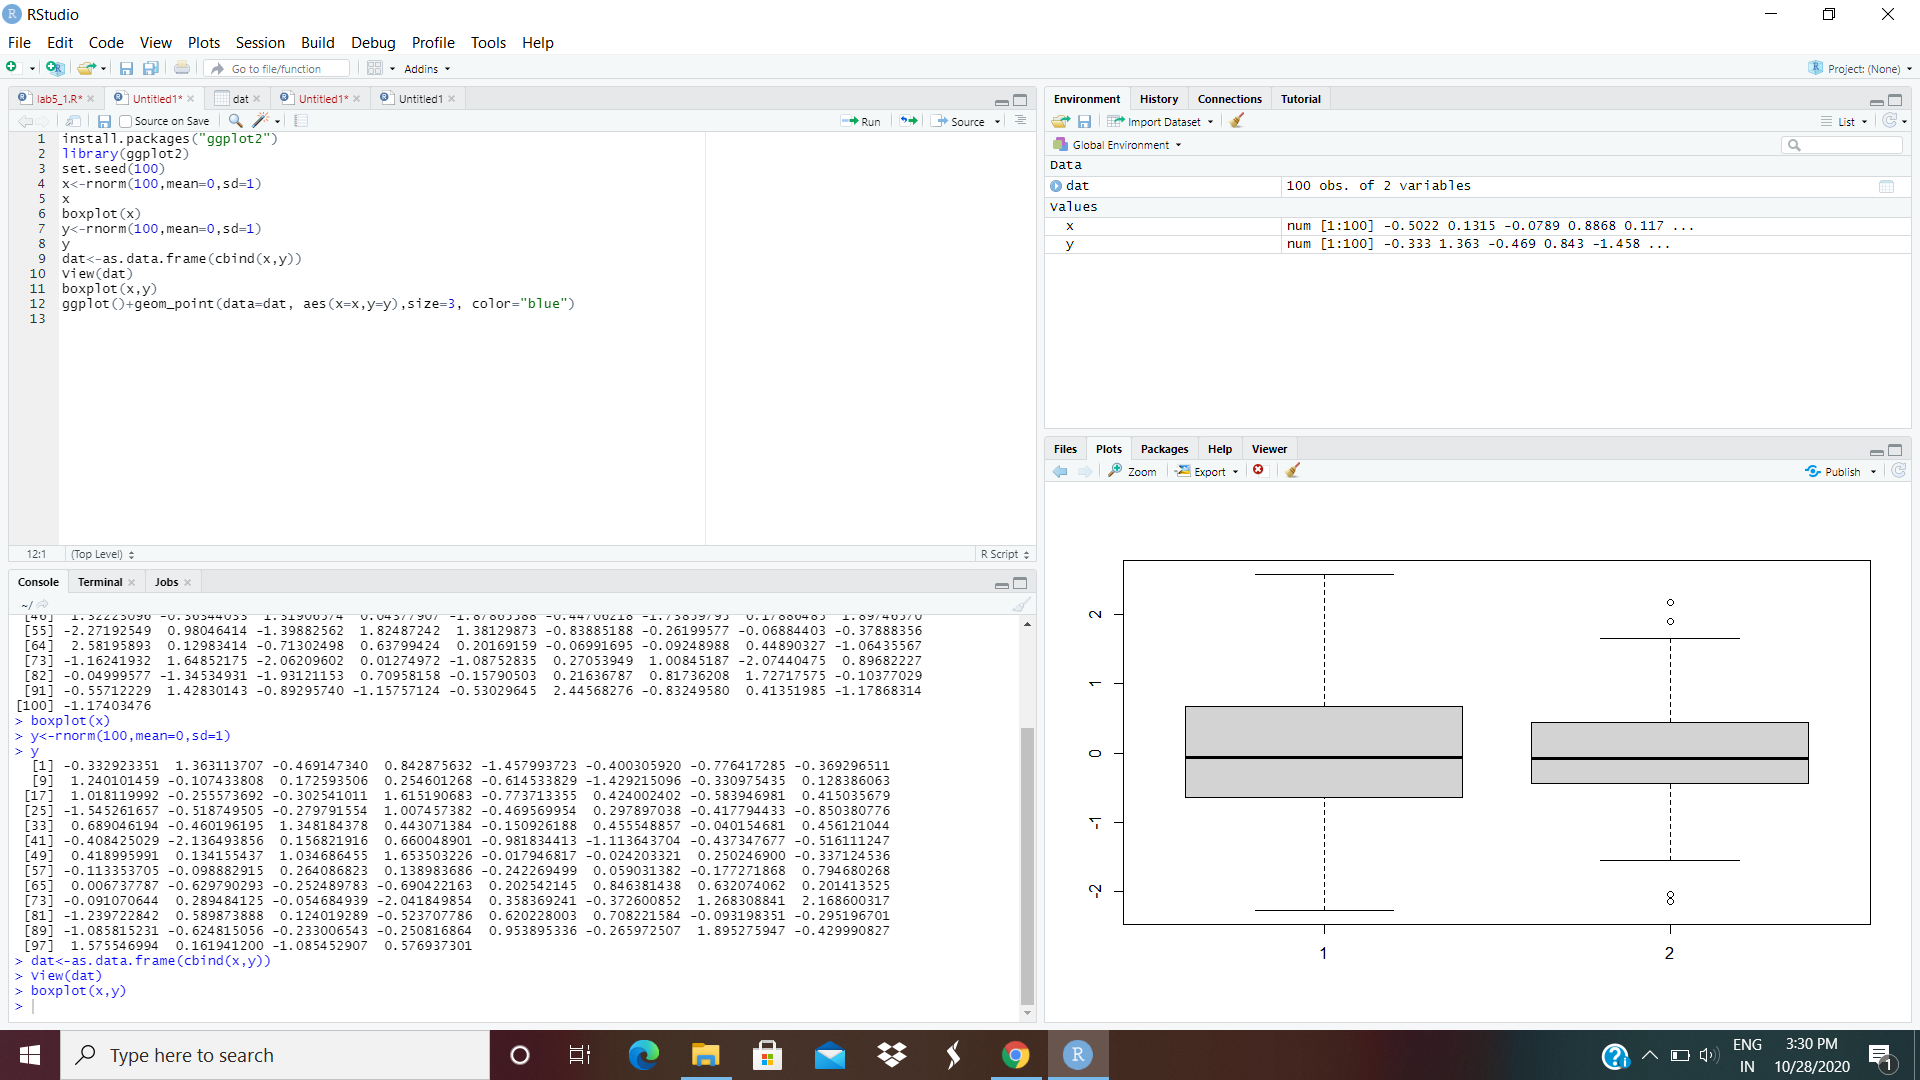 RStudio
File Edit Code View Plots Session Build Debug Profile Tools Help
Go to file/function Addins Project: (None)
lab5_1.R* Untitled1* dat Untitled1* Untitled1
Source on Save Run Source
1 install.packages("ggplot2")
2 library(ggplot2)
3 set.seed(100)
4 x<-rnorm(100,mean=0,sd=1)
5 x
6 boxplot(x)
7 y<-rnorm(100,mean=0,sd=1)
8 y
9 dat<-as.data.frame(cbind(x,y))
10 View(dat)
11 boxplot(x,y)
12 ggplot()+geom_point(data=dat, aes(x=x,y=y),size=3, color="blue")
13
12:1 (Top Level) R Script
Console Terminal Jobs
~/
[46] 1.32223096 -0.36344033 1.31906574 0.04377907 -1.87865588 -0.44706218 -1.73859795 0.17886485 1.89746570
[55] -2.27192549 0.98046414 -1.39882562 1.82487242 1.38129873 -0.83885188 -0.26199577 -0.06884403 -0.37888356
[64] 2.58195893 0.12983414 -0.71302498 0.63799424 0.20169159 -0.06991695 -0.09248988 0.44890327 -1.06435567
[73] -1.16241932 1.64852175 -2.06209602 0.01274972 -1.08752835 0.27053949 1.00845187 -2.07440475 0.89682227
[82] -0.04999577 -1.34534931 -1.93121153 0.70958158 -0.15790503 0.21636787 0.81736208 1.72717575 -0.10377029
[91] -0.55712229 1.42830143 -0.89295740 -1.15757124 -0.53029645 2.44568276 -0.83249580 0.41351985 -1.17868314
[100] -1.17403476
> boxplot(x)
> y<-rnorm(100,mean=0,sd=1)
> y
[1] -0.332923351 1.363113707 -0.469147340 0.842875632 -1.457993723 -0.400305920 -0.776417285 -0.369296511
[9] 1.240101459 -0.107433808 0.172593506 0.254601268 -0.614533829 -1.429215096 -0.330975435 0.128386063
[17] 1.018119992 -0.255573692 -0.302541011 1.615190683 -0.773713355 0.424002402 -0.583946981 0.415035679
[25] -1.545261657 -0.518749505 -0.279791554 1.007457382 -0.469569954 0.297897038 -0.417794433 -0.850380776
[33] 0.689046194 -0.460196195 1.348184378 0.443071384 -0.150926188 0.455548857 -0.040154681 0.456121044
[41] -0.408425029 -2.136493856 0.156821916 0.660048901 -0.981834413 -1.113643704 -0.437347677 -0.516111247
[49] 0.418995991 0.134155437 1.034686455 1.653503226 -0.017946817 -0.024203321 0.250246900 -0.337124536
[57] -0.113353705 -0.098882915 0.264086823 0.138983686 -0.242269499 0.059031382 -0.177271868 0.794680268
[65] 0.006737787 -0.629790293 -0.252489783 -0.690422163 0.202542145 0.846381438 0.632074062 0.201413525
[73] -0.091070644 0.289484125 -0.054684939 -2.041849854 0.358369241 -0.372600852 1.268308841 2.168600317
[81] -1.239722842 0.589873888 0.124019289 -0.523707786 0.620228003 0.708221584 -0.093198351 -0.295196701
[89] -1.085815231 -0.624815056 -0.233006543 -0.250816864 0.953895336 -0.265972507 1.895275947 -0.429990827
[97] 1.575546994 0.161941200 -1.085452907 0.576937301
> dat<-as.data.frame(cbind(x,y))
> View(dat)
> boxplot(x,y)
>
Environment History Connections Tutorial
Import Dataset List
Global Environment
Data
dat 100 obs. of 2 variables
Values
x num [1:100] -0.5022 0.1315 -0.0789 0.8868 0.117 ...
y num [1:100] -0.333 1.363 -0.469 0.843 -1.458 ...
Files Plots Packages Help Viewer
Zoom Export Publish
2
1
0
-1
-2
1 2
Type here to search
ENG 3:30 PM
IN 10/28/2020
1